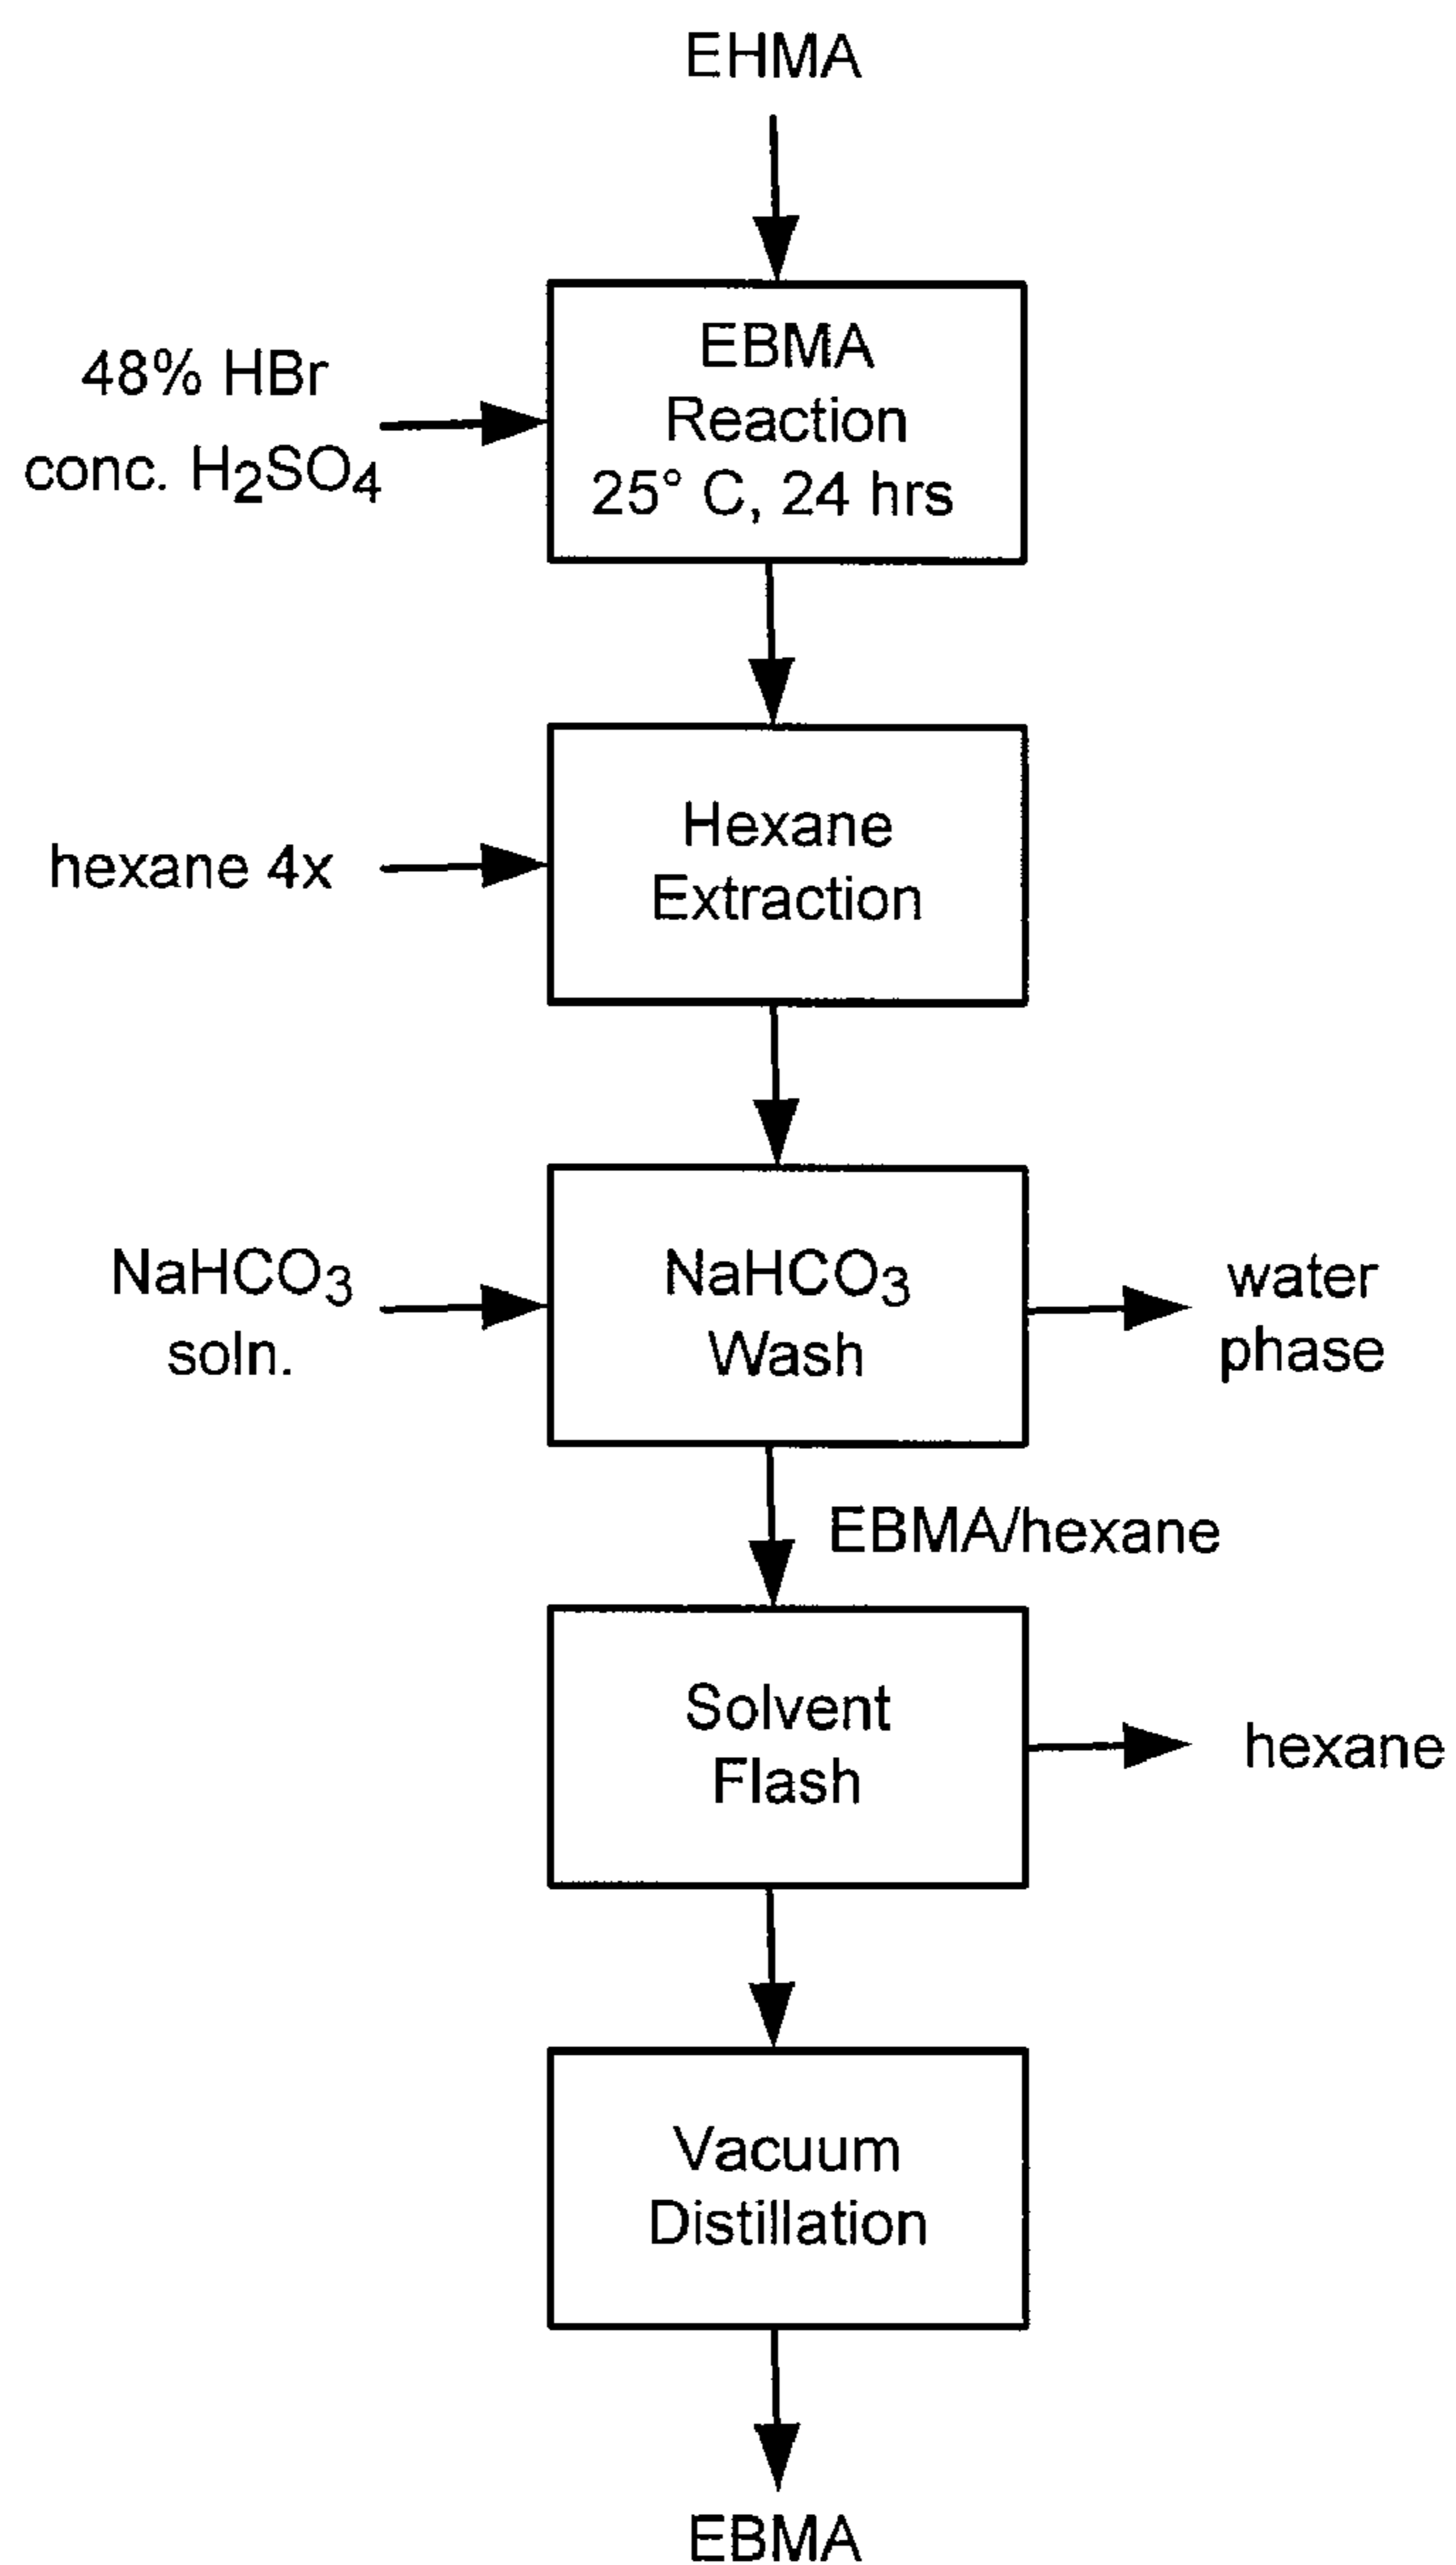 EHMA
48% HBr
conc. H2SO4
EBMA
Reaction
25° C, 24 hrs
hexane 4x
Hexane
Extraction
NaHCO3
soln.
NaHCO3
Wash
water
phase
EBMA/hexane
Solvent
Flash
hexane
Vacuum
Distillation
EBMA